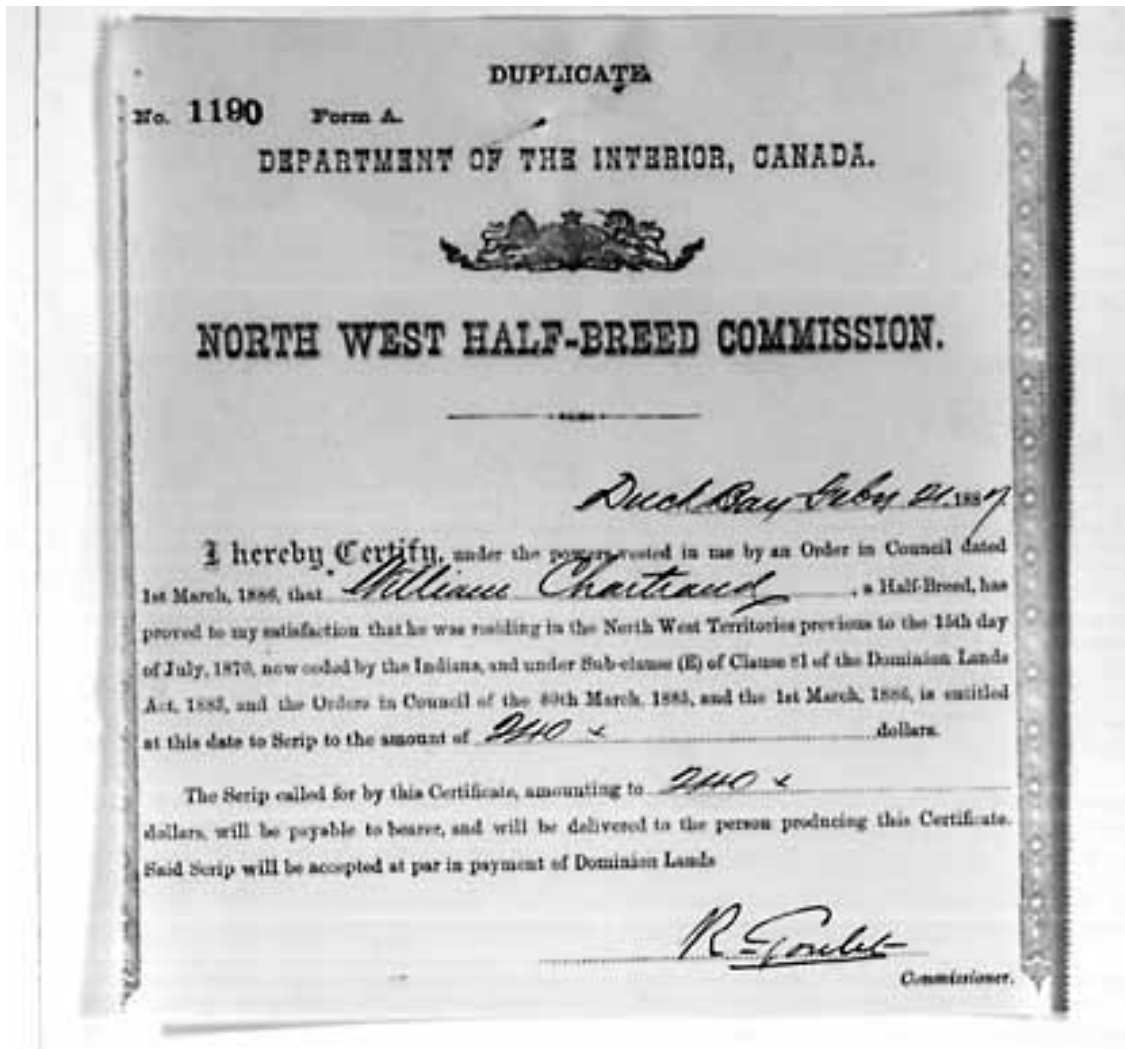 DUPLICATE
No. 1190 Form A.
DEPARTMENT OF THE INTERIOR, CANADA.
NORTH WEST HALF-BREED COMMISSION.
Duck Bay Feby 21. 1887.
I hereby Certify, under the powers vested in me by an Order in Council dated
1st March, 1886, that William Chartrand, a Half-Breed, has
proved to my satisfaction that he was residing in the North West Territories previous to the 15th day
of July, 1870, now ceded by the Indians, and under Sub-clause (E) of Clause 81 of the Dominion Lands
Act, 1883, and the Orders in Council of the 30th March, 1885, and the 1st March, 1886, is entitled
at this date to Scrip to the amount of 240 x dollars.
The Scrip called for by this Certificate, amounting to 240 x
dollars, will be payable to bearer, and will be delivered to the person producing this Certificate.
Said Scrip will be accepted at par in payment of Dominion Lands
R Goulet
Commissioner.